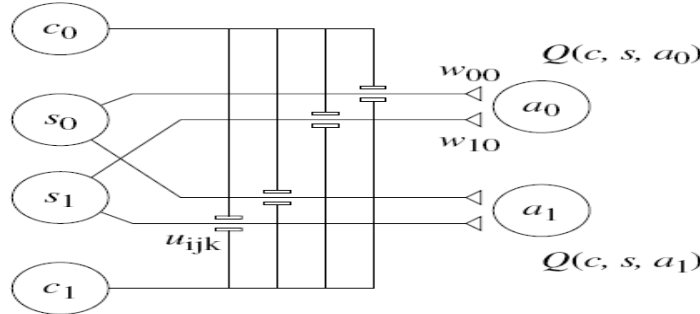 c0
Q(c, s, a0)
w00
s0
a0
w10
s1
a1
uijk
Q(c, s, a1)
c1